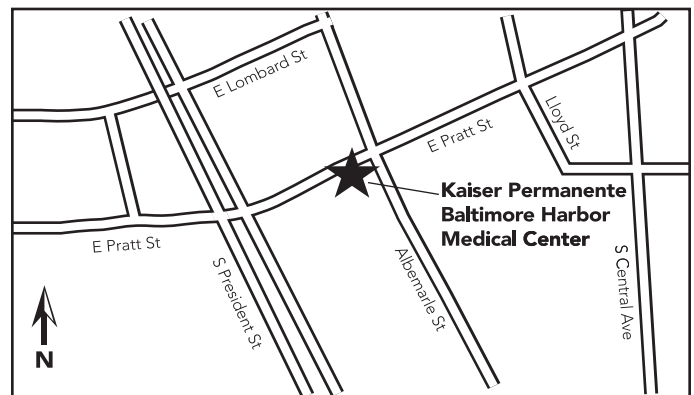 E Lombard St
E Pratt St
Lloyd St
Kaiser Permanente
Baltimore Harbor
Medical Center
E Pratt St
S President St
Albemarle St
S Central Ave
N